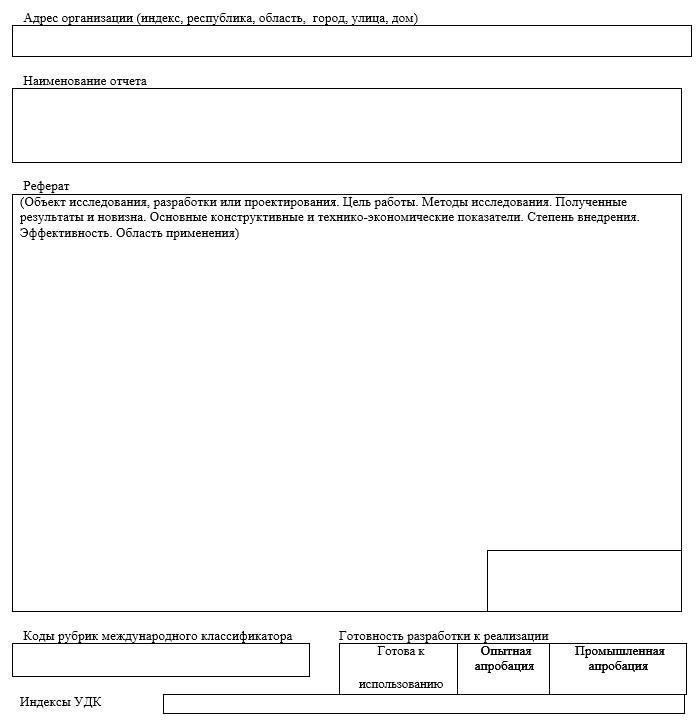 Адрес организации (индекс, республика, область, город, улица, дом)
Наименование отчета
Реферат
(Объект исследования, разработки или проектирования. Цель работы. Методы исследования. Полученные
результаты и новизна. Основные конструктивные и технико-экономические показатели. Степень внедрения.
Эффективность. Область применения)
Коды рубрик международного классификатора
Готовность разработки к реализации
Готова к
использованию
Опытная
апробация
Промышленная
апробация
Индексы УДК